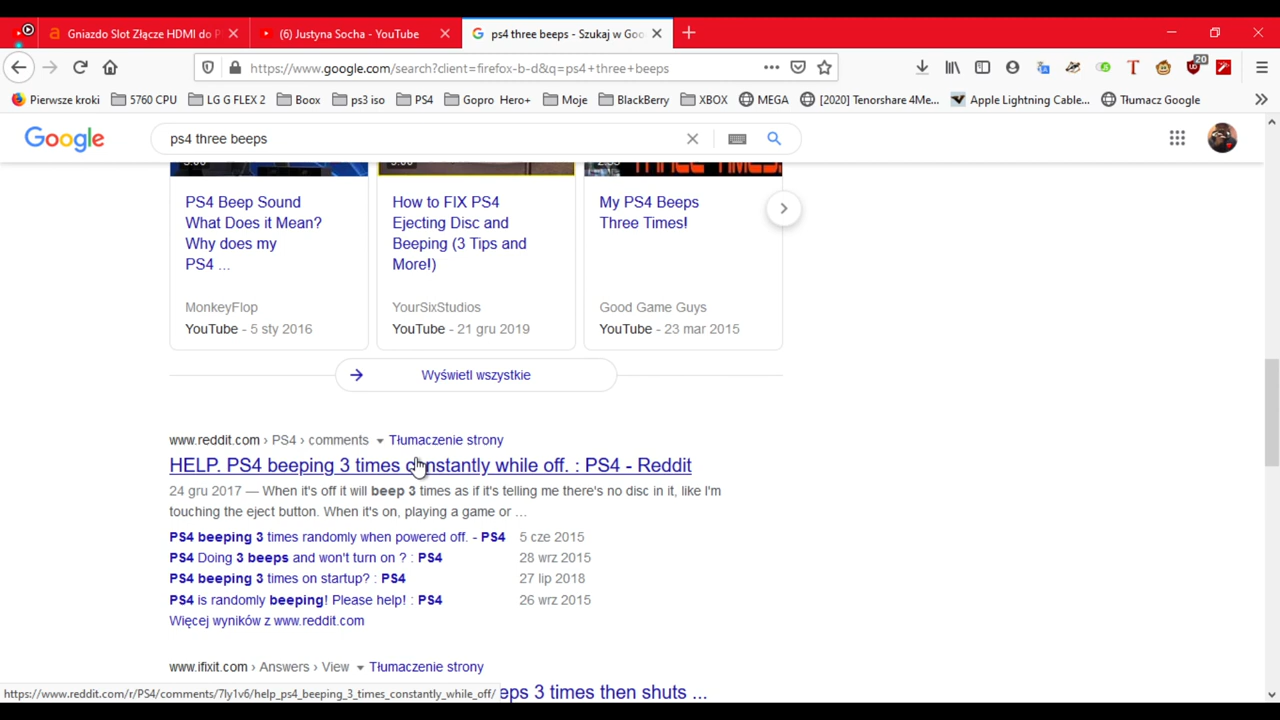 Gniazdo Slot Złącze HDMI do P
(6) Justyna Socha - YouTube
ps4 three beeps - Szukaj w Goo
https://www.google.com/search?client=firefox-b-d&q=ps4+three+beeps
20
Pierwsze kroki
5760 CPU
LG G FLEX 2
Boox
ps3 iso
PS4
Gopro Hero+
Moje
BlackBerry
XBOX
MEGA
[2020] Tenorshare 4Me...
Apple Lightning Cable...
Tłumacz Google
Google
ps4 three beeps
THREE TIMES!
PS4 Beep Sound
What Does it Mean?
Why does my
PS4 ...
MonkeyFlop
YouTube - 5 sty 2016
How to FIX PS4
Ejecting Disc and
Beeping (3 Tips and
More!)
YourSixStudios
YouTube - 21 gru 2019
My PS4 Beeps
Three Times!
Good Game Guys
YouTube - 23 mar 2015
Wyświetl wszystkie
www.reddit.com › PS4 › comments Tłumaczenie strony
HELP. PS4 beeping 3 times constantly while off. : PS4 - Reddit
24 gru 2017 — When it's off it will beep 3 times as if it's telling me there's no disc in it, like I'm
touching the eject button. When it's on, playing a game or ...
PS4 beeping 3 times randomly when powered off. - PS4 5 cze 2015
PS4 Doing 3 beeps and won't turn on ? : PS4 28 wrz 2015
PS4 beeping 3 times on startup? : PS4 27 lip 2018
PS4 is randomly beeping! Please help! : PS4 26 wrz 2015
Więcej wyników z www.reddit.com
www.ifixit.com › Answers › View Tłumaczenie strony
eps 3 times then shuts ...
https://www.reddit.com/r/PS4/comments/7ly1v6/help_ps4_beeping_3_times_constantly_while_off/